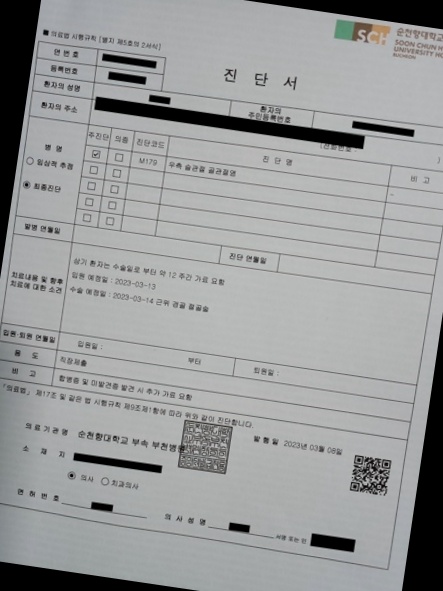 ■ 의료법 시행규칙 [별지 제5호의 2서식]
SCH 순천향대학교
SOON CHUN H
UNIVERSITY HO
BUCHEON
진 단 서
연 번 호
등록번호
환자의 성명
환자의 주민등록번호
환자의 주소
병 명
○ 임상적 추정
◉ 최종진단
주진단 의증 진단코드 진 단 명 비 고
☑ ☐ M179 우측 슬관절 골관절염 -
발병 연월일 진단 연월일
치료내용 및 향후 치료에 대한 소견
상기 환자는 수술일로 부터 약 12 주간 가료 요함
입원 예정일 : 2023-03-13
수술 예정일 : 2023-03-14 근위 경골 절골술
입원·퇴원 연월일 입원일 : 부터 퇴원일 :
용 도 직장제출
비 고 합병증 및 미발견증 발견 시 추가 가료 요함
「의료법」 제17조 및 같은 법 시행규칙 제9조제1항에 따라 위와 같이 진단합니다.
발 행 일 2023년 03월 08일
의료기관 명 순천향대학교 부속 부천병원
소 재 지
◉ 의사 ○ 치과의사
면 허 번 호
의 사 성 명 서명 또는 인